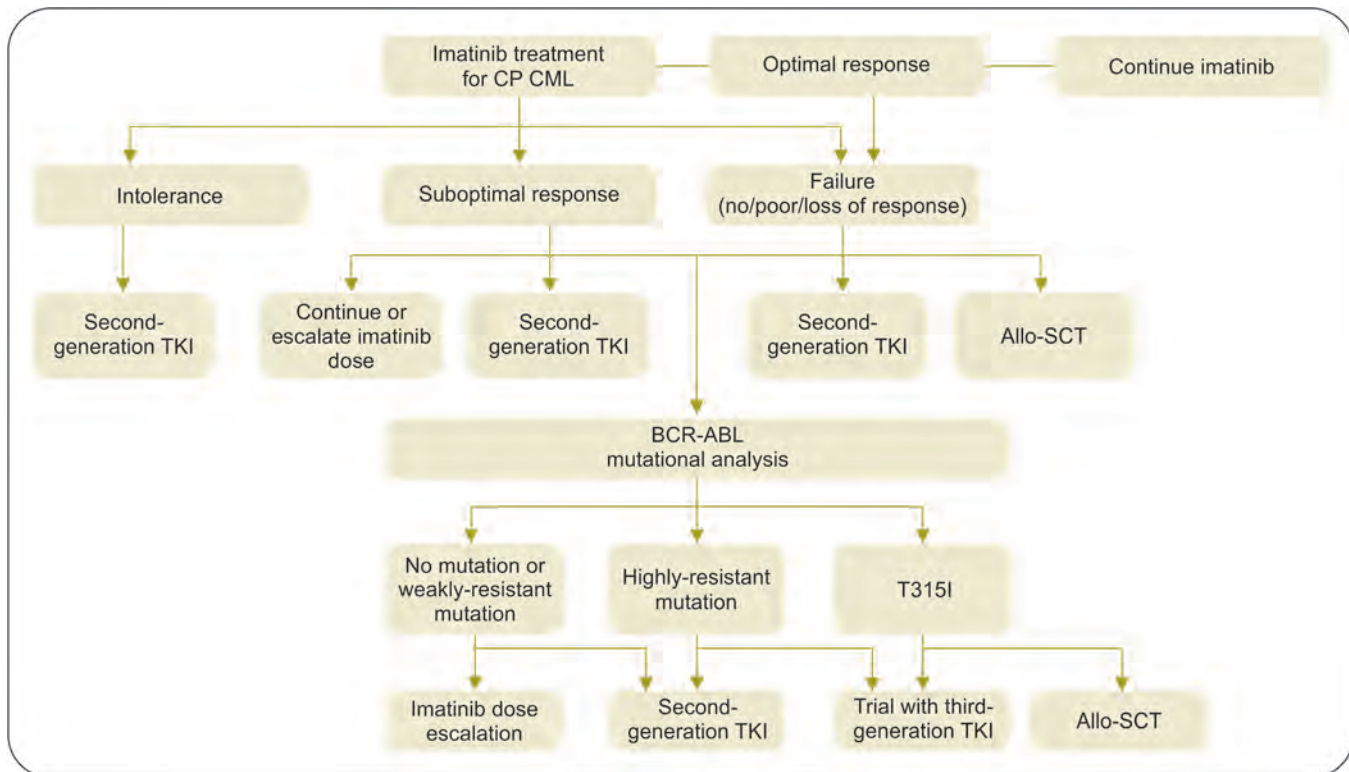 Imatinib treatment
for CP CML
Optimal response
Continue imatinib
Intolerance
Suboptimal response
Failure
(no/poor/loss of response)
Second-
generation TKI
Continue or
escalate imatinib
dose
Second-
generation TKI
Second-
generation TKI
Allo-SCT
BCR-ABL
mutational analysis
No mutation or
weakly-resistant
mutation
Highly-resistant
mutation
T315I
Imatinib dose
escalation
Second-
generation TKI
Trial with third-
generation TKI
Allo-SCT